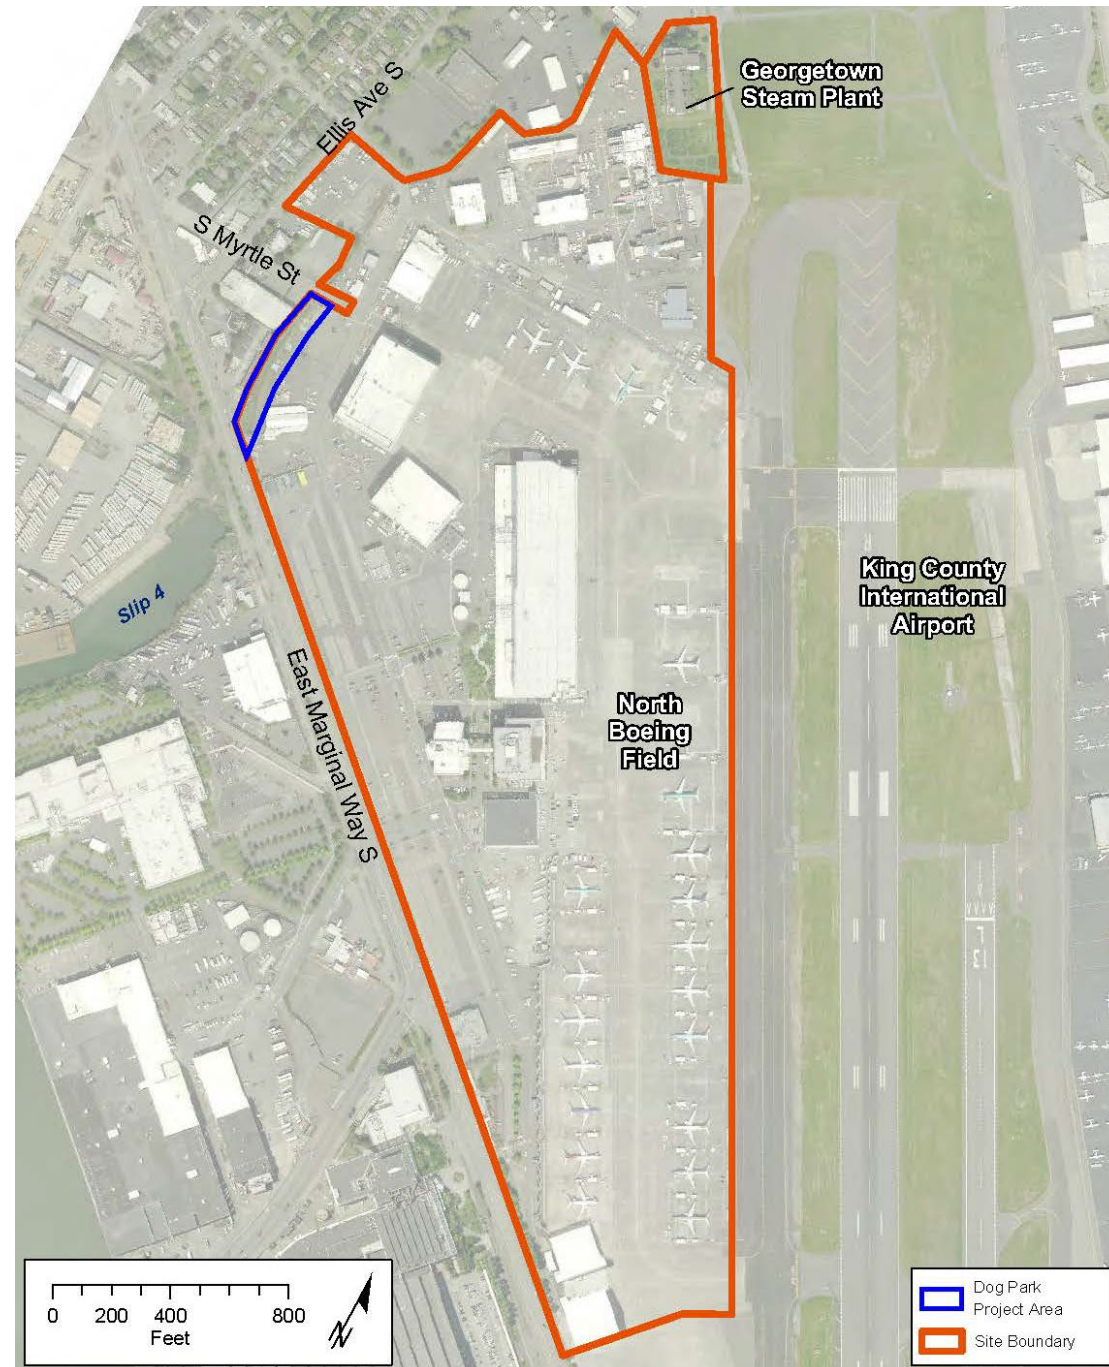 Georgetown
Steam Plant
Ellis Ave S
S Myrtle St
King County
International
Airport
Slip 4
East Marginal Way S
North
Boeing
Field
0 200 400 800
Feet
N
Dog Park
Project Area
Site Boundary